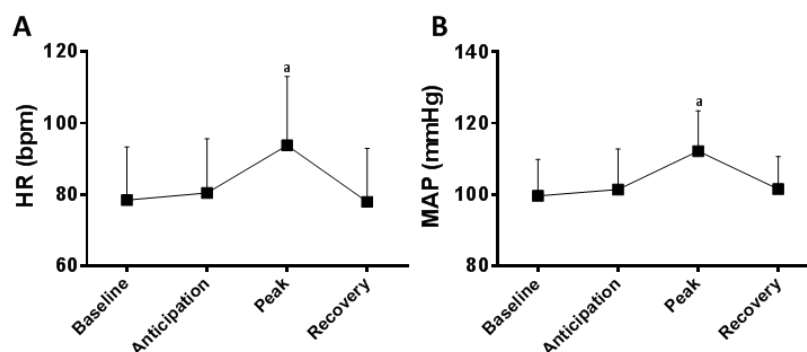 A
HR (bpm)
120
100
80
60
a
Baseline
Anticipation
Peak
Recovery
B
MAP (mmHg)
140
120
100
80
a
Baseline
Anticipation
Peak
Recovery